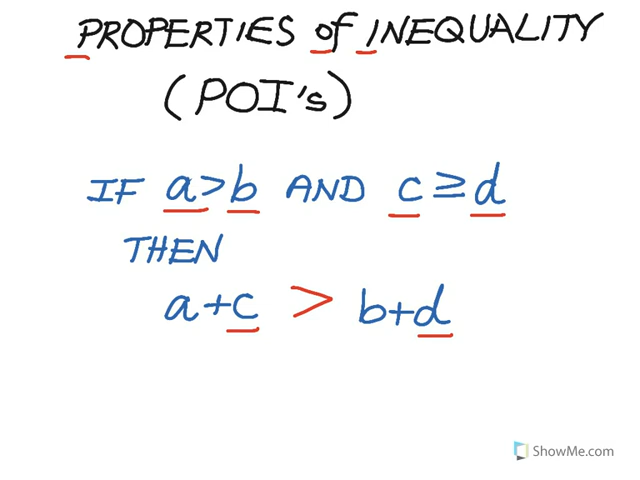 PROPERTIES of INEQUALITY
(POI's)
IF a>b AND c≥d
THEN
a+c > b+d
ShowMe.com